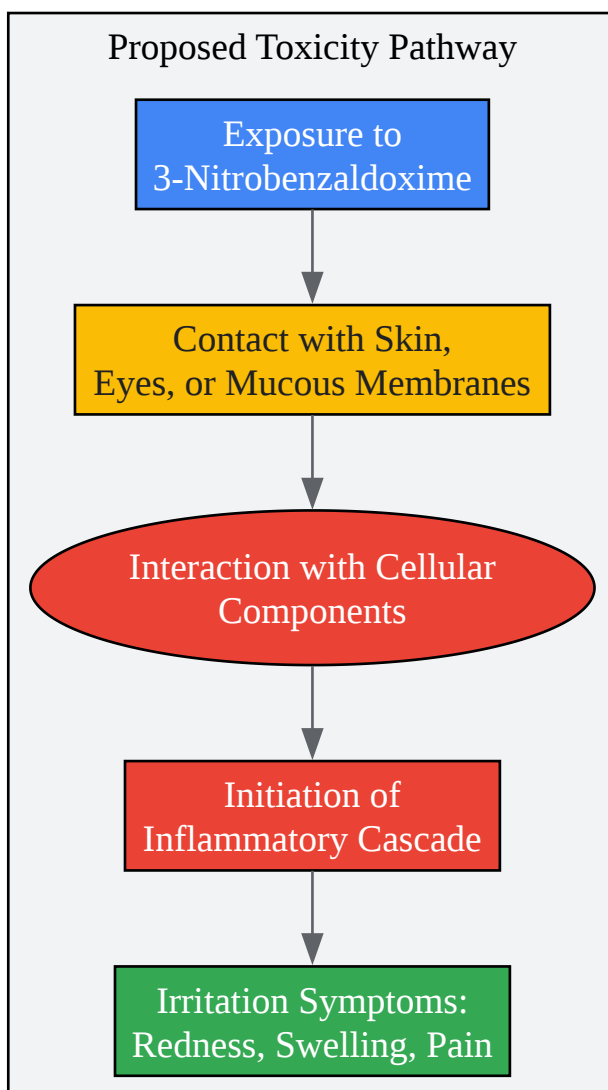 Proposed Toxicity Pathway
Exposure to
3-Nitrobenzaldoxime
Contact with Skin,
Eyes, or Mucous Membranes
Interaction with Cellular
Components
Initiation of
Inflammatory Cascade
Irritation Symptoms:
Redness, Swelling, Pain